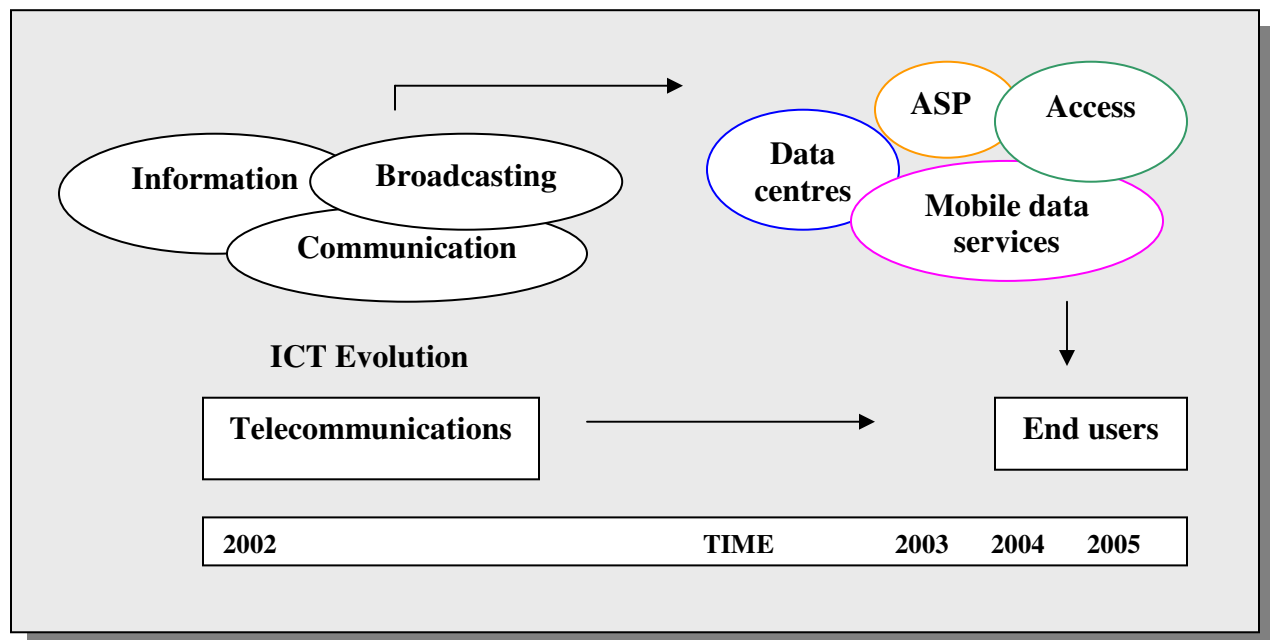 Information
Broadcasting
Communication
ASP
Access
Data
centres
Mobile data
services
ICT Evolution
Telecommunications
End users
2002 TIME 2003 2004 2005